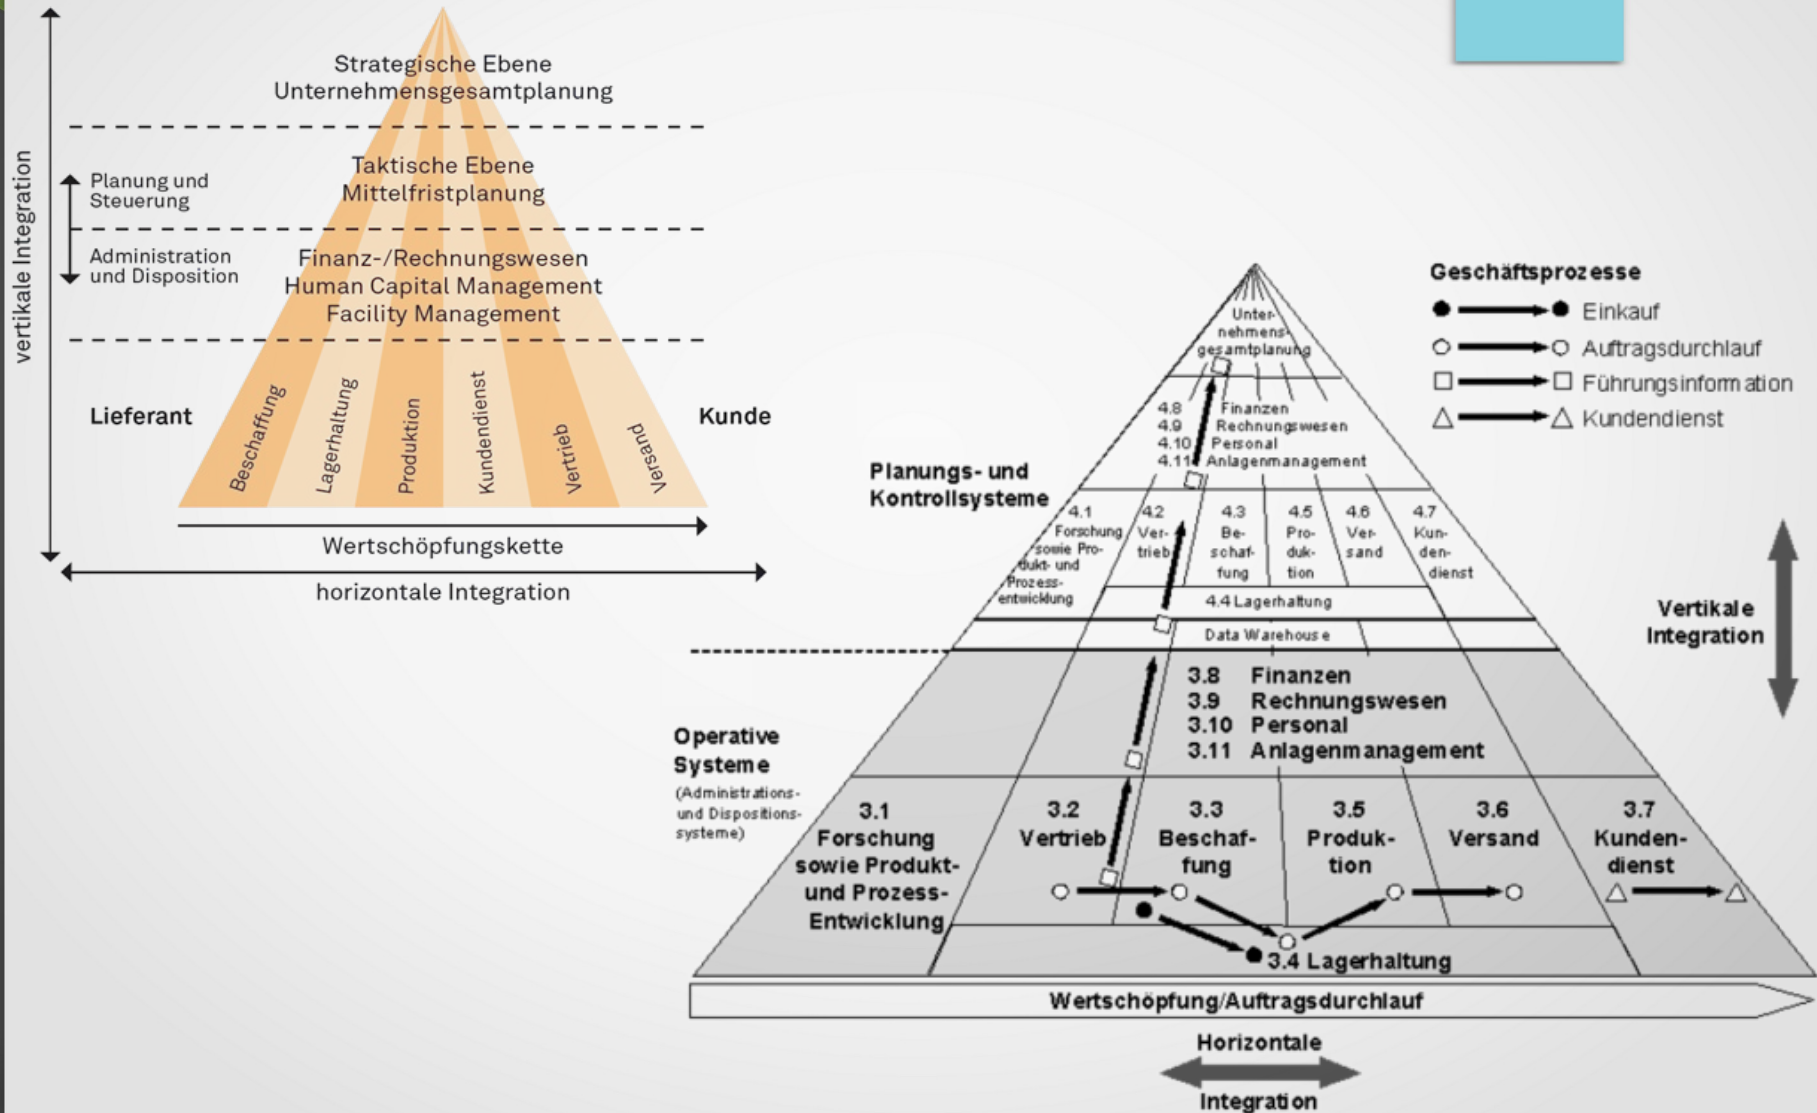 Strategische Ebene
Unternehmensgesamtplanung
Taktische Ebene
Mittelfristplanung
Finanz-/Rechnungswesen
Human Capital Management
Facility Management
vertikale Integration
Planung und
Steuerung
Administration
und Disposition
Lieferant
Kunde
Beschaffung
Lagerhaltung
Produktion
Kundendienst
Vertrieb
Versand
Wertschöpfungskette
horizontale Integration
Geschäftsprozesse
Einkauf
Auftragsdurchlauf
Führungsinformation
Kundendienst
Unter-
nehmens-
gesamtplanung
4.8 Finanzen
4.9 Rechnungswesen
4.10 Personal
4.11 Anlagenmanagement
Planungs- und
Kontrollsysteme
4.1
Forschung
sowie Pro-
dukt- und
Prozess-
entwicklung
4.2
Ver-
trieb
4.3
Be-
schaf-
fung
4.5
Pro-
duk-
tion
4.6
Ver-
sand
4.7
Kun-
den-
dienst
4.4 Lagerhaltung
Data Warehouse
Vertikale
Integration
3.8 Finanzen
3.9 Rechnungswesen
3.10 Personal
3.11 Anlagenmanagement
Operative
Systeme
(Administrations-
und Dispositions-
systeme)
3.1
Forschung
sowie Produkt-
und Prozess-
Entwicklung
3.2
Vertrieb
3.3
Beschaf-
fung
3.5
Produk-
tion
3.6
Versand
3.7
Kunden-
dienst
3.4 Lagerhaltung
Wertschöpfung/Auftragsdurchlauf
Horizontale
Integration